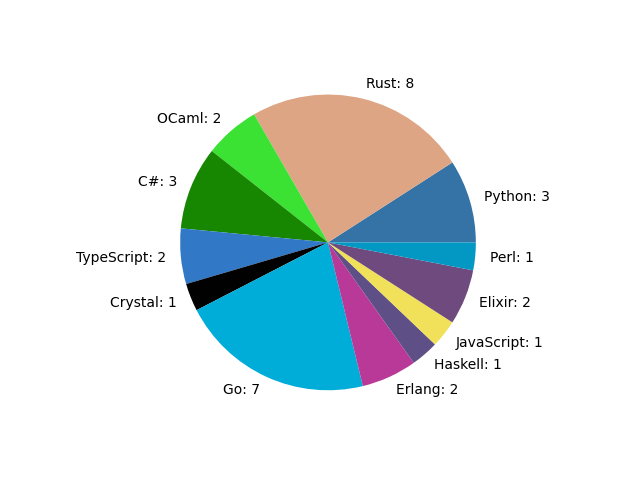 Rust: 8
OCaml: 2
C#: 3
Python: 3
TypeScript: 2
Perl: 1
Crystal: 1
Elixir: 2
JavaScript: 1
Haskell: 1
Go: 7
Erlang: 2